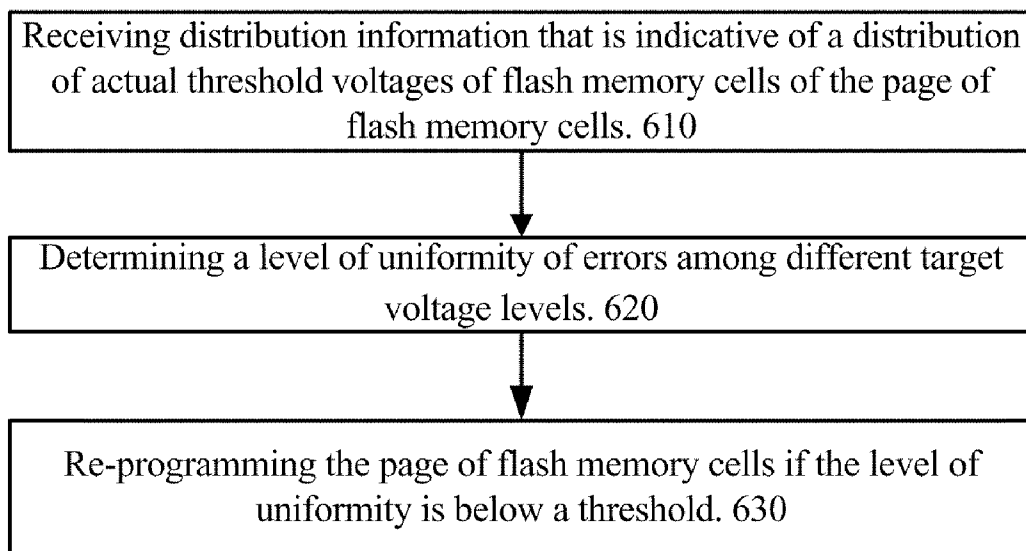 Receiving distribution information that is indicative of a distribution
of actual threshold voltages of flash memory cells of the page of
flash memory cells. 610
Determining a level of uniformity of errors among different target
voltage levels. 620
Re-programming the page of flash memory cells if the level of
uniformity is below a threshold. 630